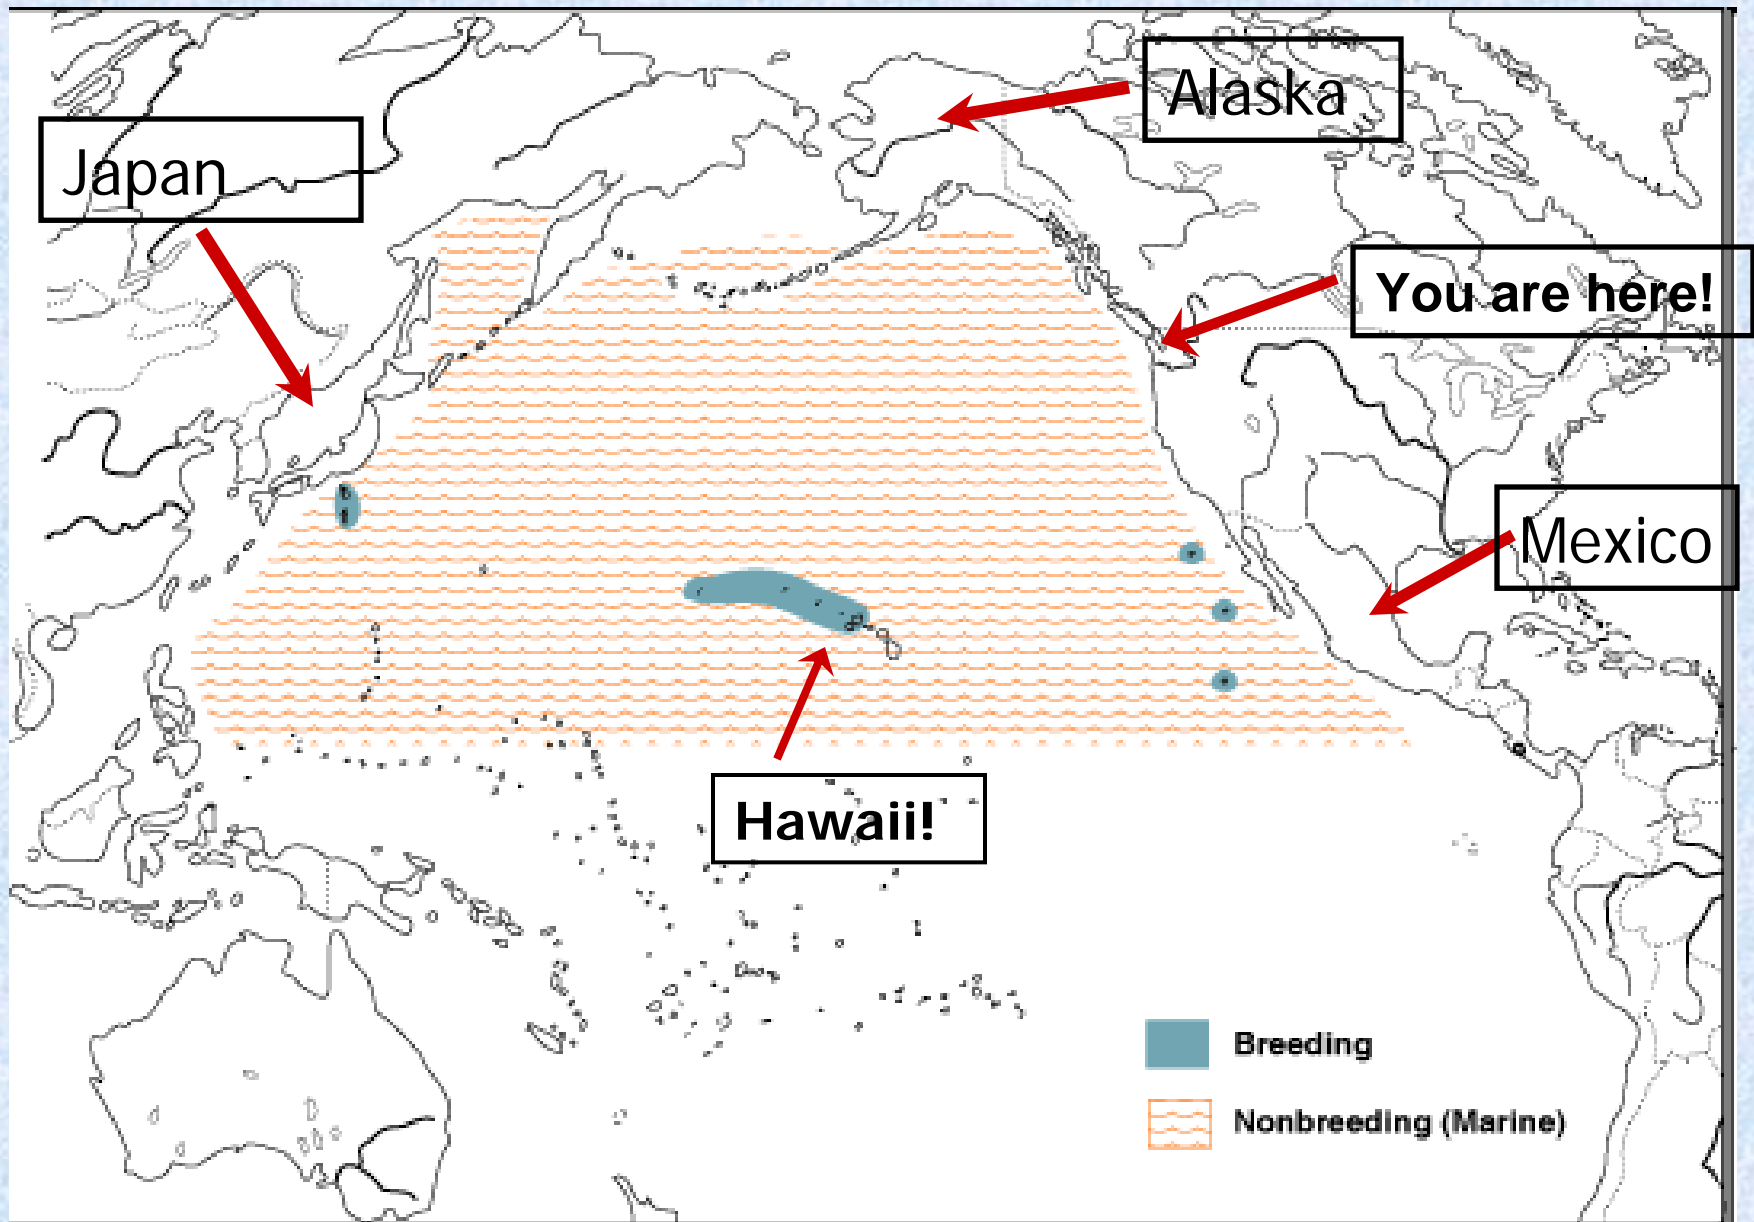 Alaska
Japan
You are here!
Mexico
Hawaii!
Breeding
Nonbreeding (Marine)